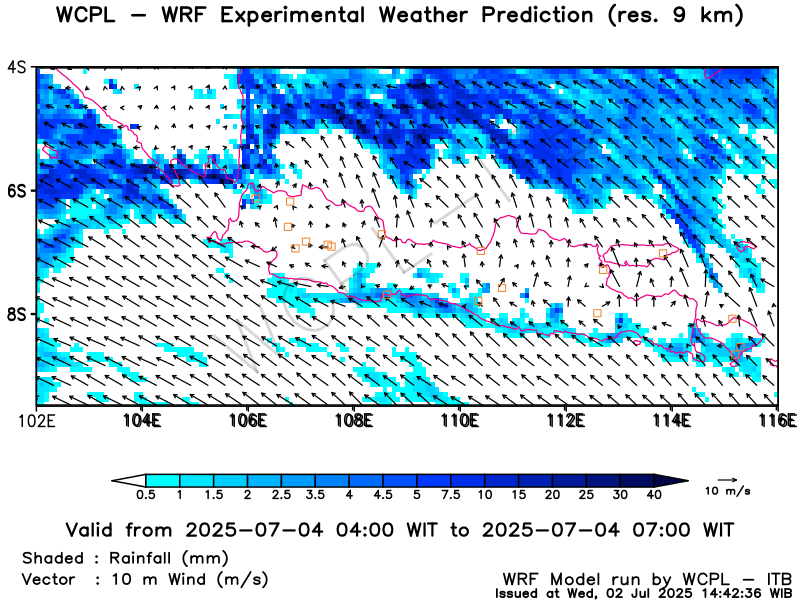 WCPL – WRF Experimental Weather Prediction (res. 9 km)
4S
6S
8S
102E 104E 106E 108E 110E 112E 114E 116E
WCPL-ITB
0.5 1 1.5 2 2.5 3.5 4 4.5 5 7.5 10 15 20 25 30 40
10 m/s
Valid from 2025-07-04 04:00 WIT to 2025-07-04 07:00 WIT
Shaded : Rainfall (mm)
Vector : 10 m Wind (m/s)
WRF Model run by WCPL – ITB
Issued at Wed, 02 Jul 2025 14:42:36 WIB